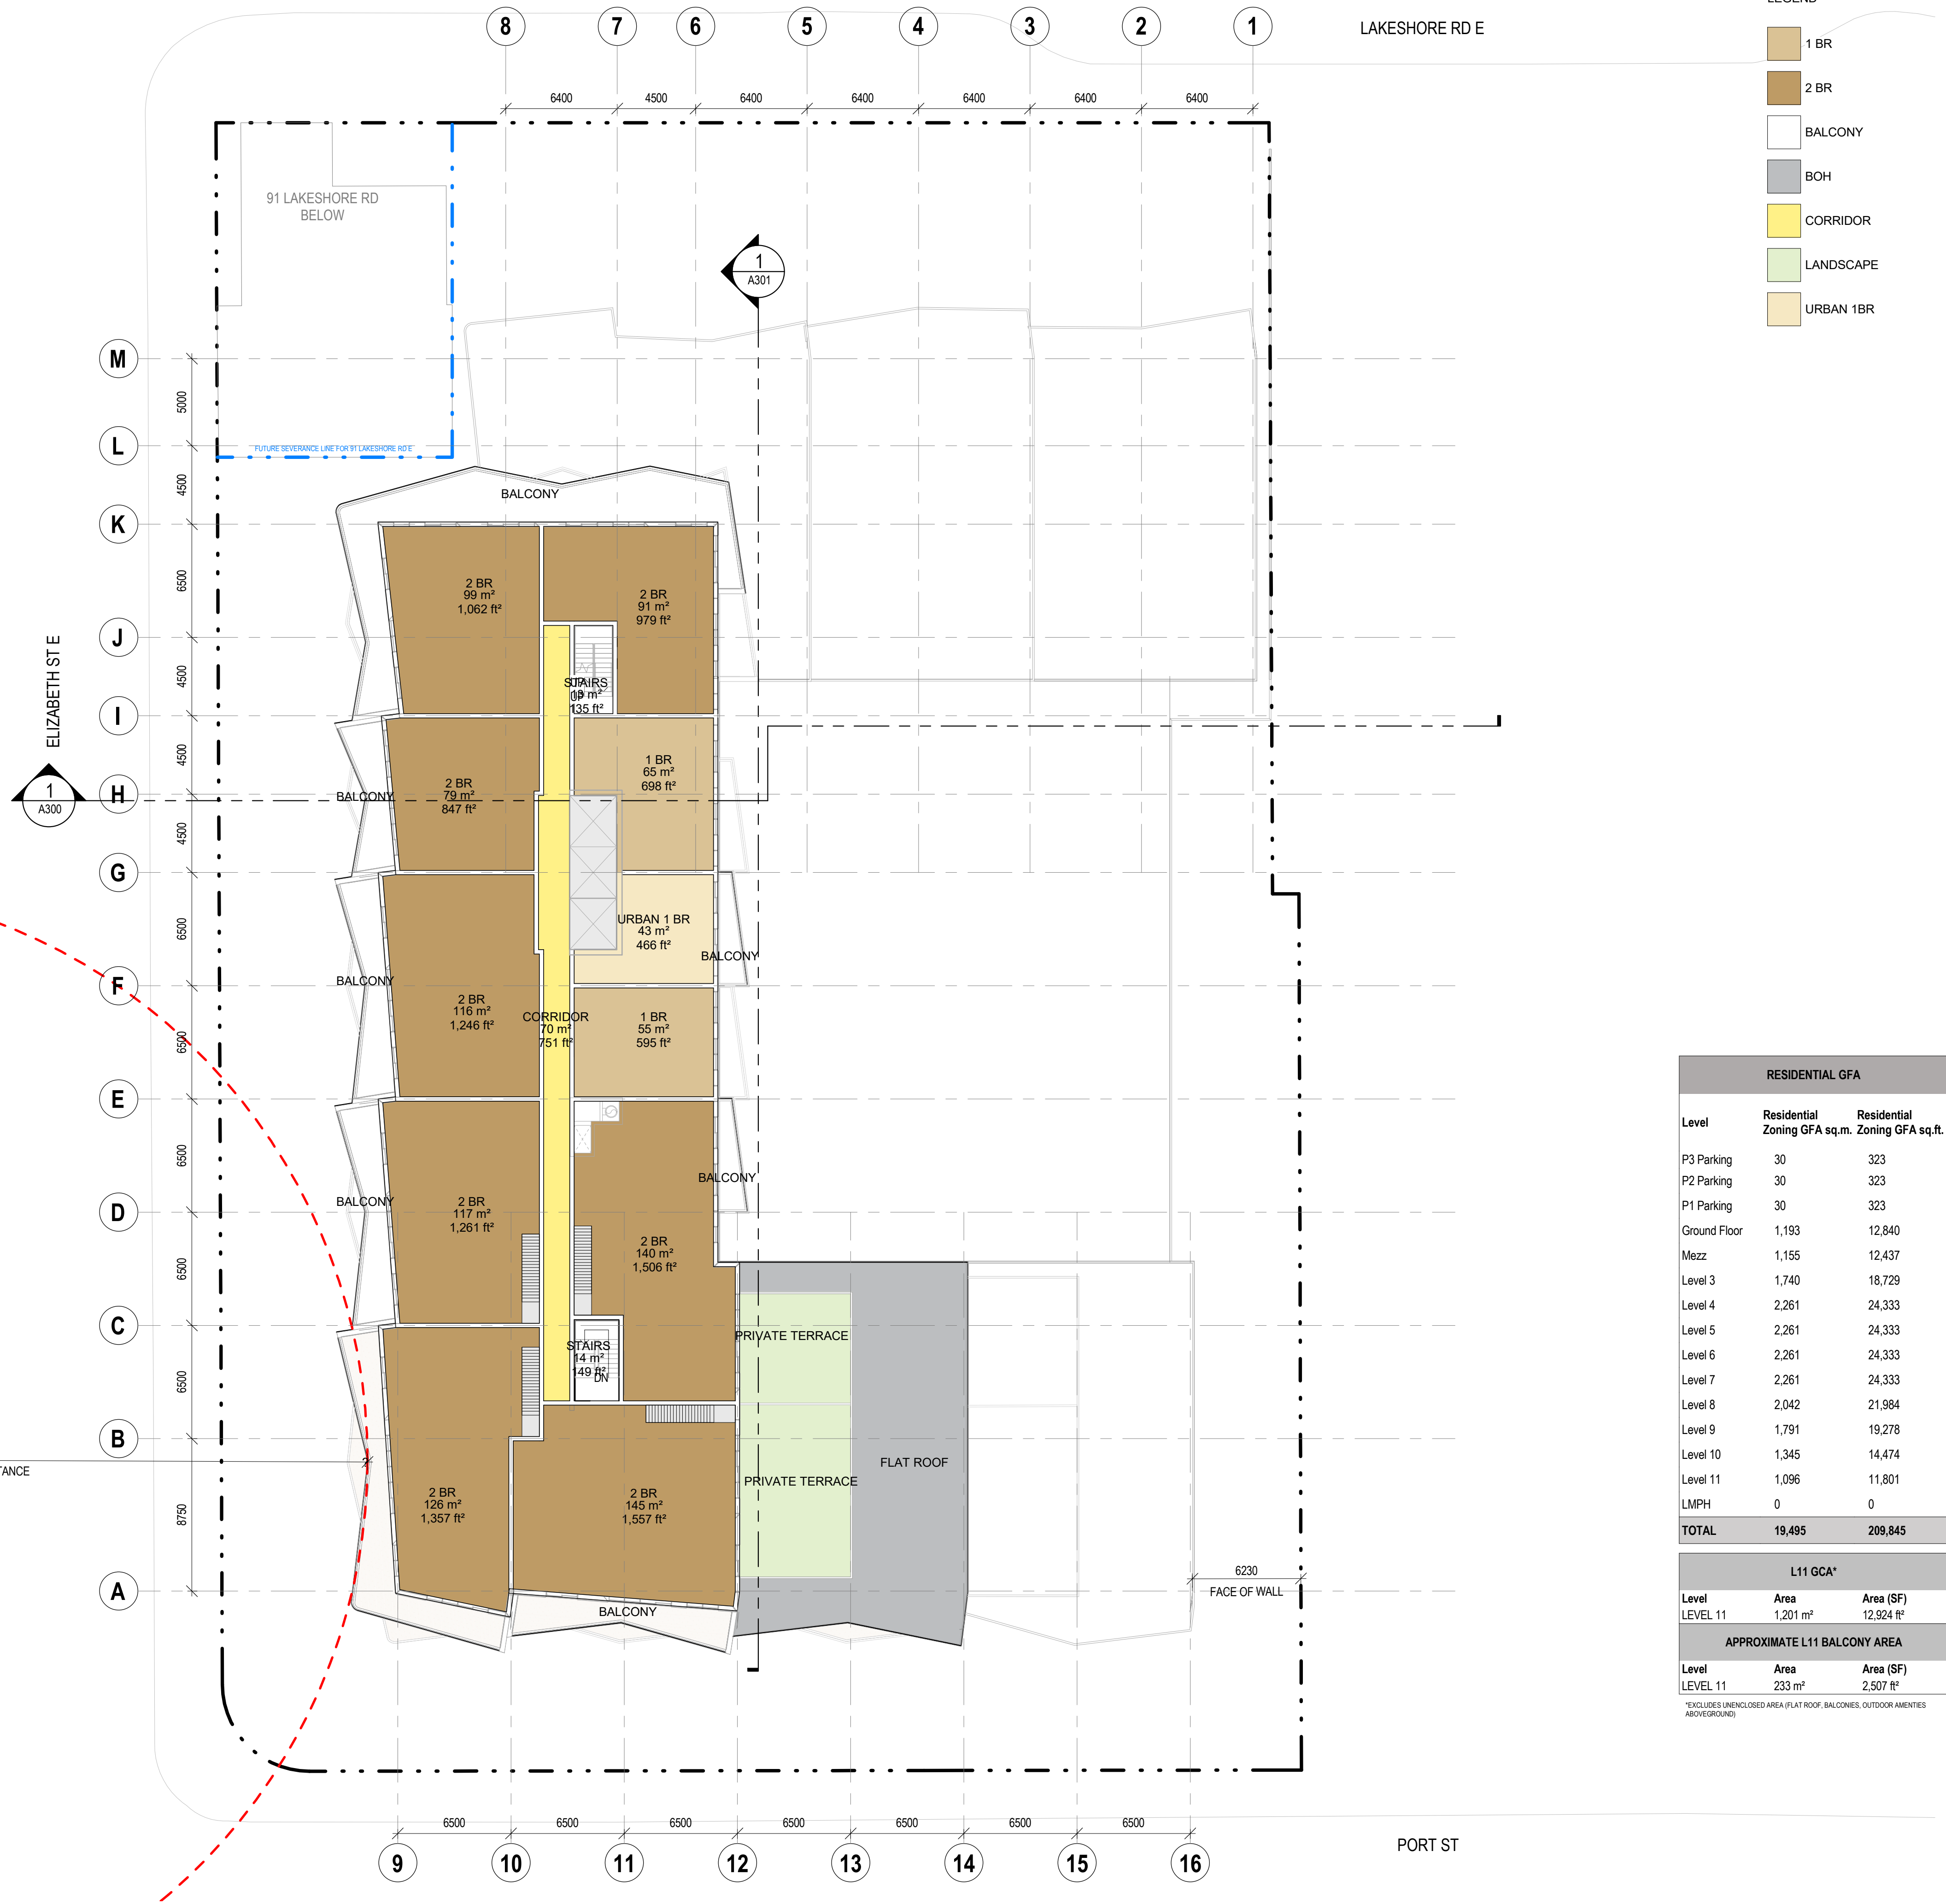 8 7 6 5 4 3 2 1
LAKESHORE RD E
LEGEND
1 BR
2 BR
BALCONY
BOH
CORRIDOR
LANDSCAPE
URBAN 1BR
6400 4500 6400 6400 6400 6400 6400
91 LAKESHORE RD
BELOW
1
A301
M
5000
L
FUTURE SEVERANCE LINE FOR 91 LAKESHORE RD E
4500
BALCONY
K
6500
2 BR
99 m²
1,062 ft²
2 BR
91 m²
979 ft²
J
ELIZABETH ST E
4500
STAIRS
13 m²
135 ft²
UP
I
4500
1 BR
65 m²
698 ft²
1
A300
H
BALCONY
2 BR
79 m²
847 ft²
4500
G
6500
URBAN 1 BR
43 m²
466 ft²
BALCONY
F
BALCONY
2 BR
116 m²
1,246 ft²
CORRIDOR
70 m²
751 ft²
1 BR
55 m²
595 ft²
6500
E
6500
BALCONY
D
BALCONY
2 BR
117 m²
1,261 ft²
2 BR
140 m²
1,506 ft²
6500
C
PRIVATE TERRACE
STAIRS
14 m²
149 ft²
DN
6500
B
TANCE
FLAT ROOF
PRIVATE TERRACE
2 BR
126 m²
1,357 ft²
2 BR
145 m²
1,557 ft²
8750
A
BALCONY
6230
FACE OF WALL
6500 6500 6500 6500 6500 6500 6500
9 10 11 12 13 14 15 16
PORT ST
RESIDENTIAL GFA
Level Residential Zoning GFA sq.m. Residential Zoning GFA sq.ft.
P3 Parking 30 323
P2 Parking 30 323
P1 Parking 30 323
Ground Floor 1,193 12,840
Mezz 1,155 12,437
Level 3 1,740 18,729
Level 4 2,261 24,333
Level 5 2,261 24,333
Level 6 2,261 24,333
Level 7 2,261 24,333
Level 8 2,042 21,984
Level 9 1,791 19,278
Level 10 1,345 14,474
Level 11 1,096 11,801
LMPH 0 0
TOTAL 19,495 209,845
L11 GCA*
Level Area Area (SF)
LEVEL 11 1,201 m² 12,924 ft²
APPROXIMATE L11 BALCONY AREA
Level Area Area (SF)
LEVEL 11 233 m² 2,507 ft²
*EXCLUDES UNENCLOSED AREA (FLAT ROOF, BALCONIES, OUTDOOR AMENTIES
ABOVEGROUND)